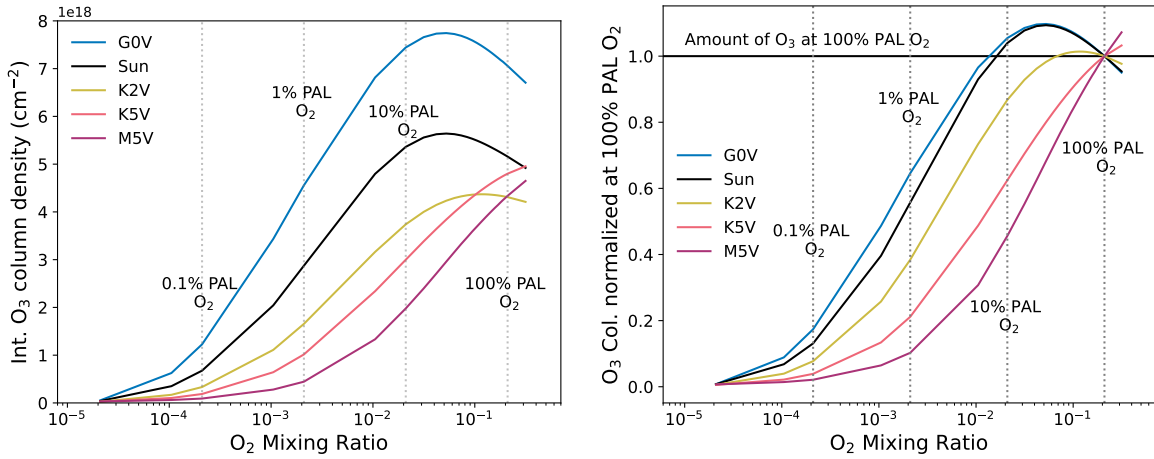 1e18
8
7
6
5
4
3
2
1
0
Int. O₃ column density (cm⁻²)
G0V
Sun
K2V
K5V
M5V
1% PAL
O₂
10% PAL
O₂
0.1% PAL
O₂
100% PAL
O₂
10⁻⁵
10⁻⁴
10⁻³
10⁻²
10⁻¹
O₂ Mixing Ratio
1.0
0.8
0.6
0.4
0.2
0.0
O₃ Col. normalized at 100% PAL O₂
Amount of O₃ at 100% PAL O₂
1% PAL
O₂
100% PAL
O₂
G0V
Sun
K2V
K5V
M5V
0.1% PAL
O₂
10% PAL
O₂
10⁻⁵
10⁻⁴
10⁻³
10⁻²
10⁻¹
O₂ Mixing Ratio